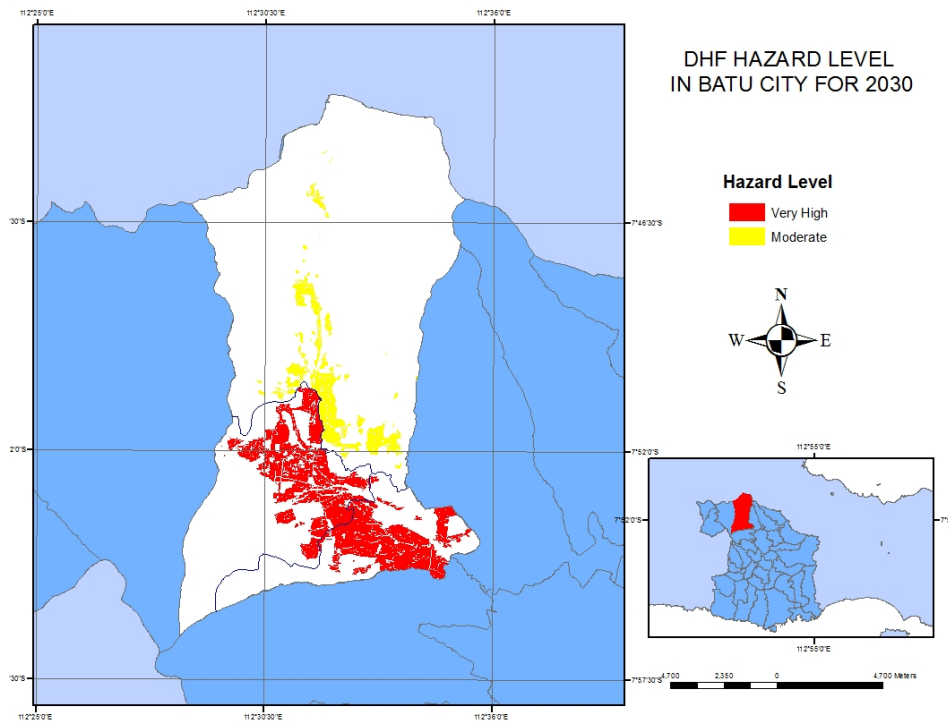 112°25'0"E 112°30'30"E 112°36'0"E
DHF HAZARD LEVEL
IN BATU CITY FOR 2030
Hazard Level
Very High
Moderate
'30"S 7°46'30"S
N
W E
S
2'0"S 7°52'0"S
112°55'0"E
7°52'0"S
112°55'0"E
'30"S 7°57'30"S
4,700 2,350 0 4,700 Meters
112°25'0"E 112°30'30"E 112°36'0"E